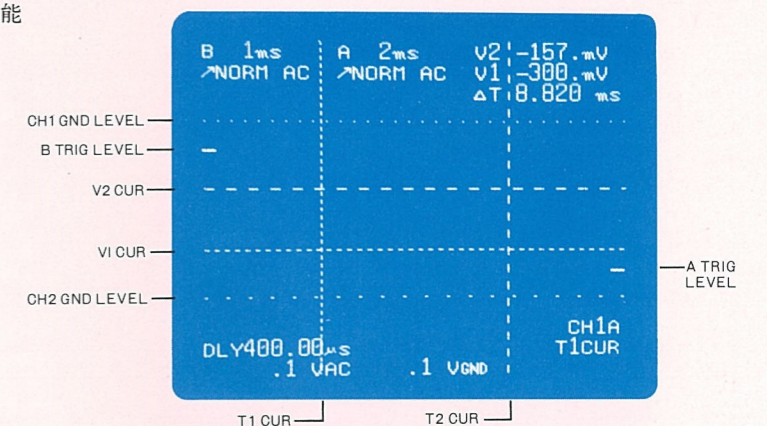 能
B 1ms A 2ms V2 -157.mV
↗NORM AC ↗NORM AC V1 -300.mV
ΔT 8.820 ms
CH1 GND LEVEL
B TRIG LEVEL
V2 CUR
V1 CUR
A TRIG
LEVEL
CH2 GND LEVEL
CH1A
DLY400.00µs T1CUR
.1 VAC .1 VGND
T1 CUR T2 CUR